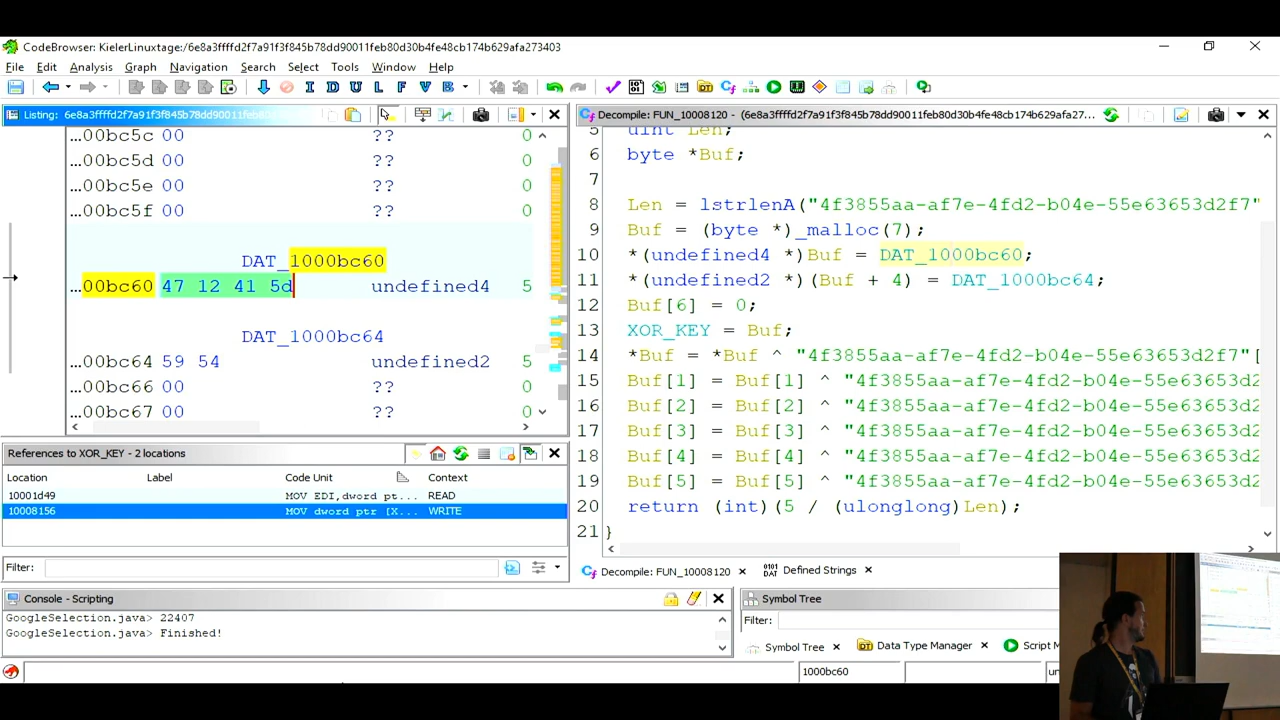 CodeBrowser: KielerLinuxtage:/6e8a3ffffd2f7a91f3f845b78dd90011feb80d30b4fe48cb174b629afa273403
File Edit Analysis Graph Navigation Search Select Tools Window Help
I D U L F V B
Listing: 6e8a3ffffd2f7a91f3f845b78dd90011feb80
...00bc5c 00 ?? 0
...00bc5d 00 ?? 0
...00bc5e 00 ?? 0
...00bc5f 00 ?? 0
DAT_1000bc60
...00bc60 47 12 41 5d undefined4 5
DAT_1000bc64
...00bc64 59 54 undefined2 5
...00bc66 00 ?? 0
...00bc67 00 ?? 0
Decompile: FUN_10008120 - (6e8a3ffffd2f7a91f3f845b78dd90011feb80d30b4fe48cb174b629afa27...
5 uint Len;
6 byte *Buf;
7
8 Len = lstrlenA("4f3855aa-af7e-4fd2-b04e-55e63653d2f7"
9 Buf = (byte *)_malloc(7);
10 *(undefined4 *)Buf = DAT_1000bc60;
11 *(undefined2 *)(Buf + 4) = DAT_1000bc64;
12 Buf[6] = 0;
13 XOR_KEY = Buf;
14 *Buf = *Buf ^ "4f3855aa-af7e-4fd2-b04e-55e63653d2f7"[
15 Buf[1] = Buf[1] ^ "4f3855aa-af7e-4fd2-b04e-55e63653d2
16 Buf[2] = Buf[2] ^ "4f3855aa-af7e-4fd2-b04e-55e63653d2
17 Buf[3] = Buf[3] ^ "4f3855aa-af7e-4fd2-b04e-55e63653d2
18 Buf[4] = Buf[4] ^ "4f3855aa-af7e-4fd2-b04e-55e63653d2
19 Buf[5] = Buf[5] ^ "4f3855aa-af7e-4fd2-b04e-55e63653d2
20 return (int)(5 / (ulonglong)Len);
21 }
References to XOR_KEY - 2 locations
Location Label Code Unit Context
10001d49 MOV EDI,dword pt... READ
10008156 MOV dword ptr [X... WRITE
Filter:
Decompile: FUN_10008120 Defined Strings
Console - Scripting
GoogleSelection.java> 22407
GoogleSelection.java> Finished!
Symbol Tree
Filter:
Symbol Tree Data Type Manager Script M
1000bc60